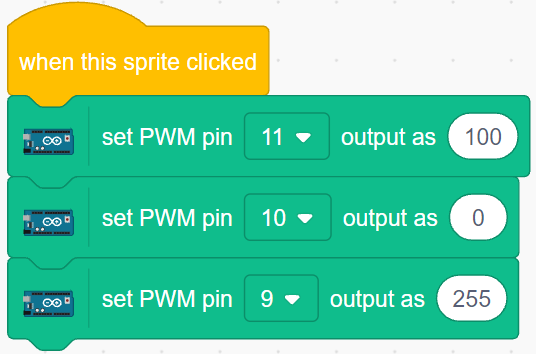 when this sprite clicked
set PWM pin 11 output as 100
set PWM pin 10 output as 0
set PWM pin 9 output as 255